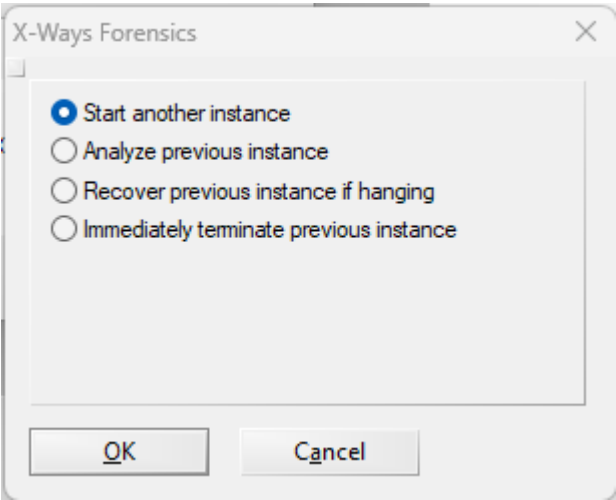 X-Ways Forensics
Start another instance
Analyze previous instance
Recover previous instance if hanging
Immediately terminate previous instance
OK
Cancel